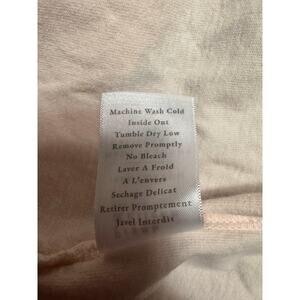 Machine Wash Cold
Inside Out
Tumble Dry Low
Remove Promptly
No Bleach
Laver A Froid
A L'envers
Sechage Delicat
Retirer Promptement
Javel Interdit